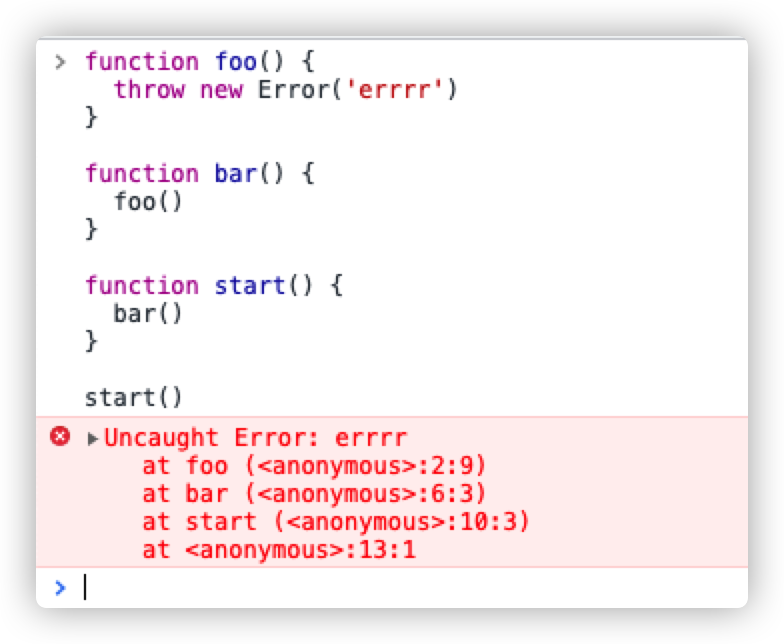 > function foo() {
throw new Error('errrr')
}
function bar() {
foo()
}
function start() {
bar()
}
start()
Uncaught Error: errrr
at foo (<anonymous>:2:9)
at bar (<anonymous>:6:3)
at start (<anonymous>:10:3)
at <anonymous>:13:1
>